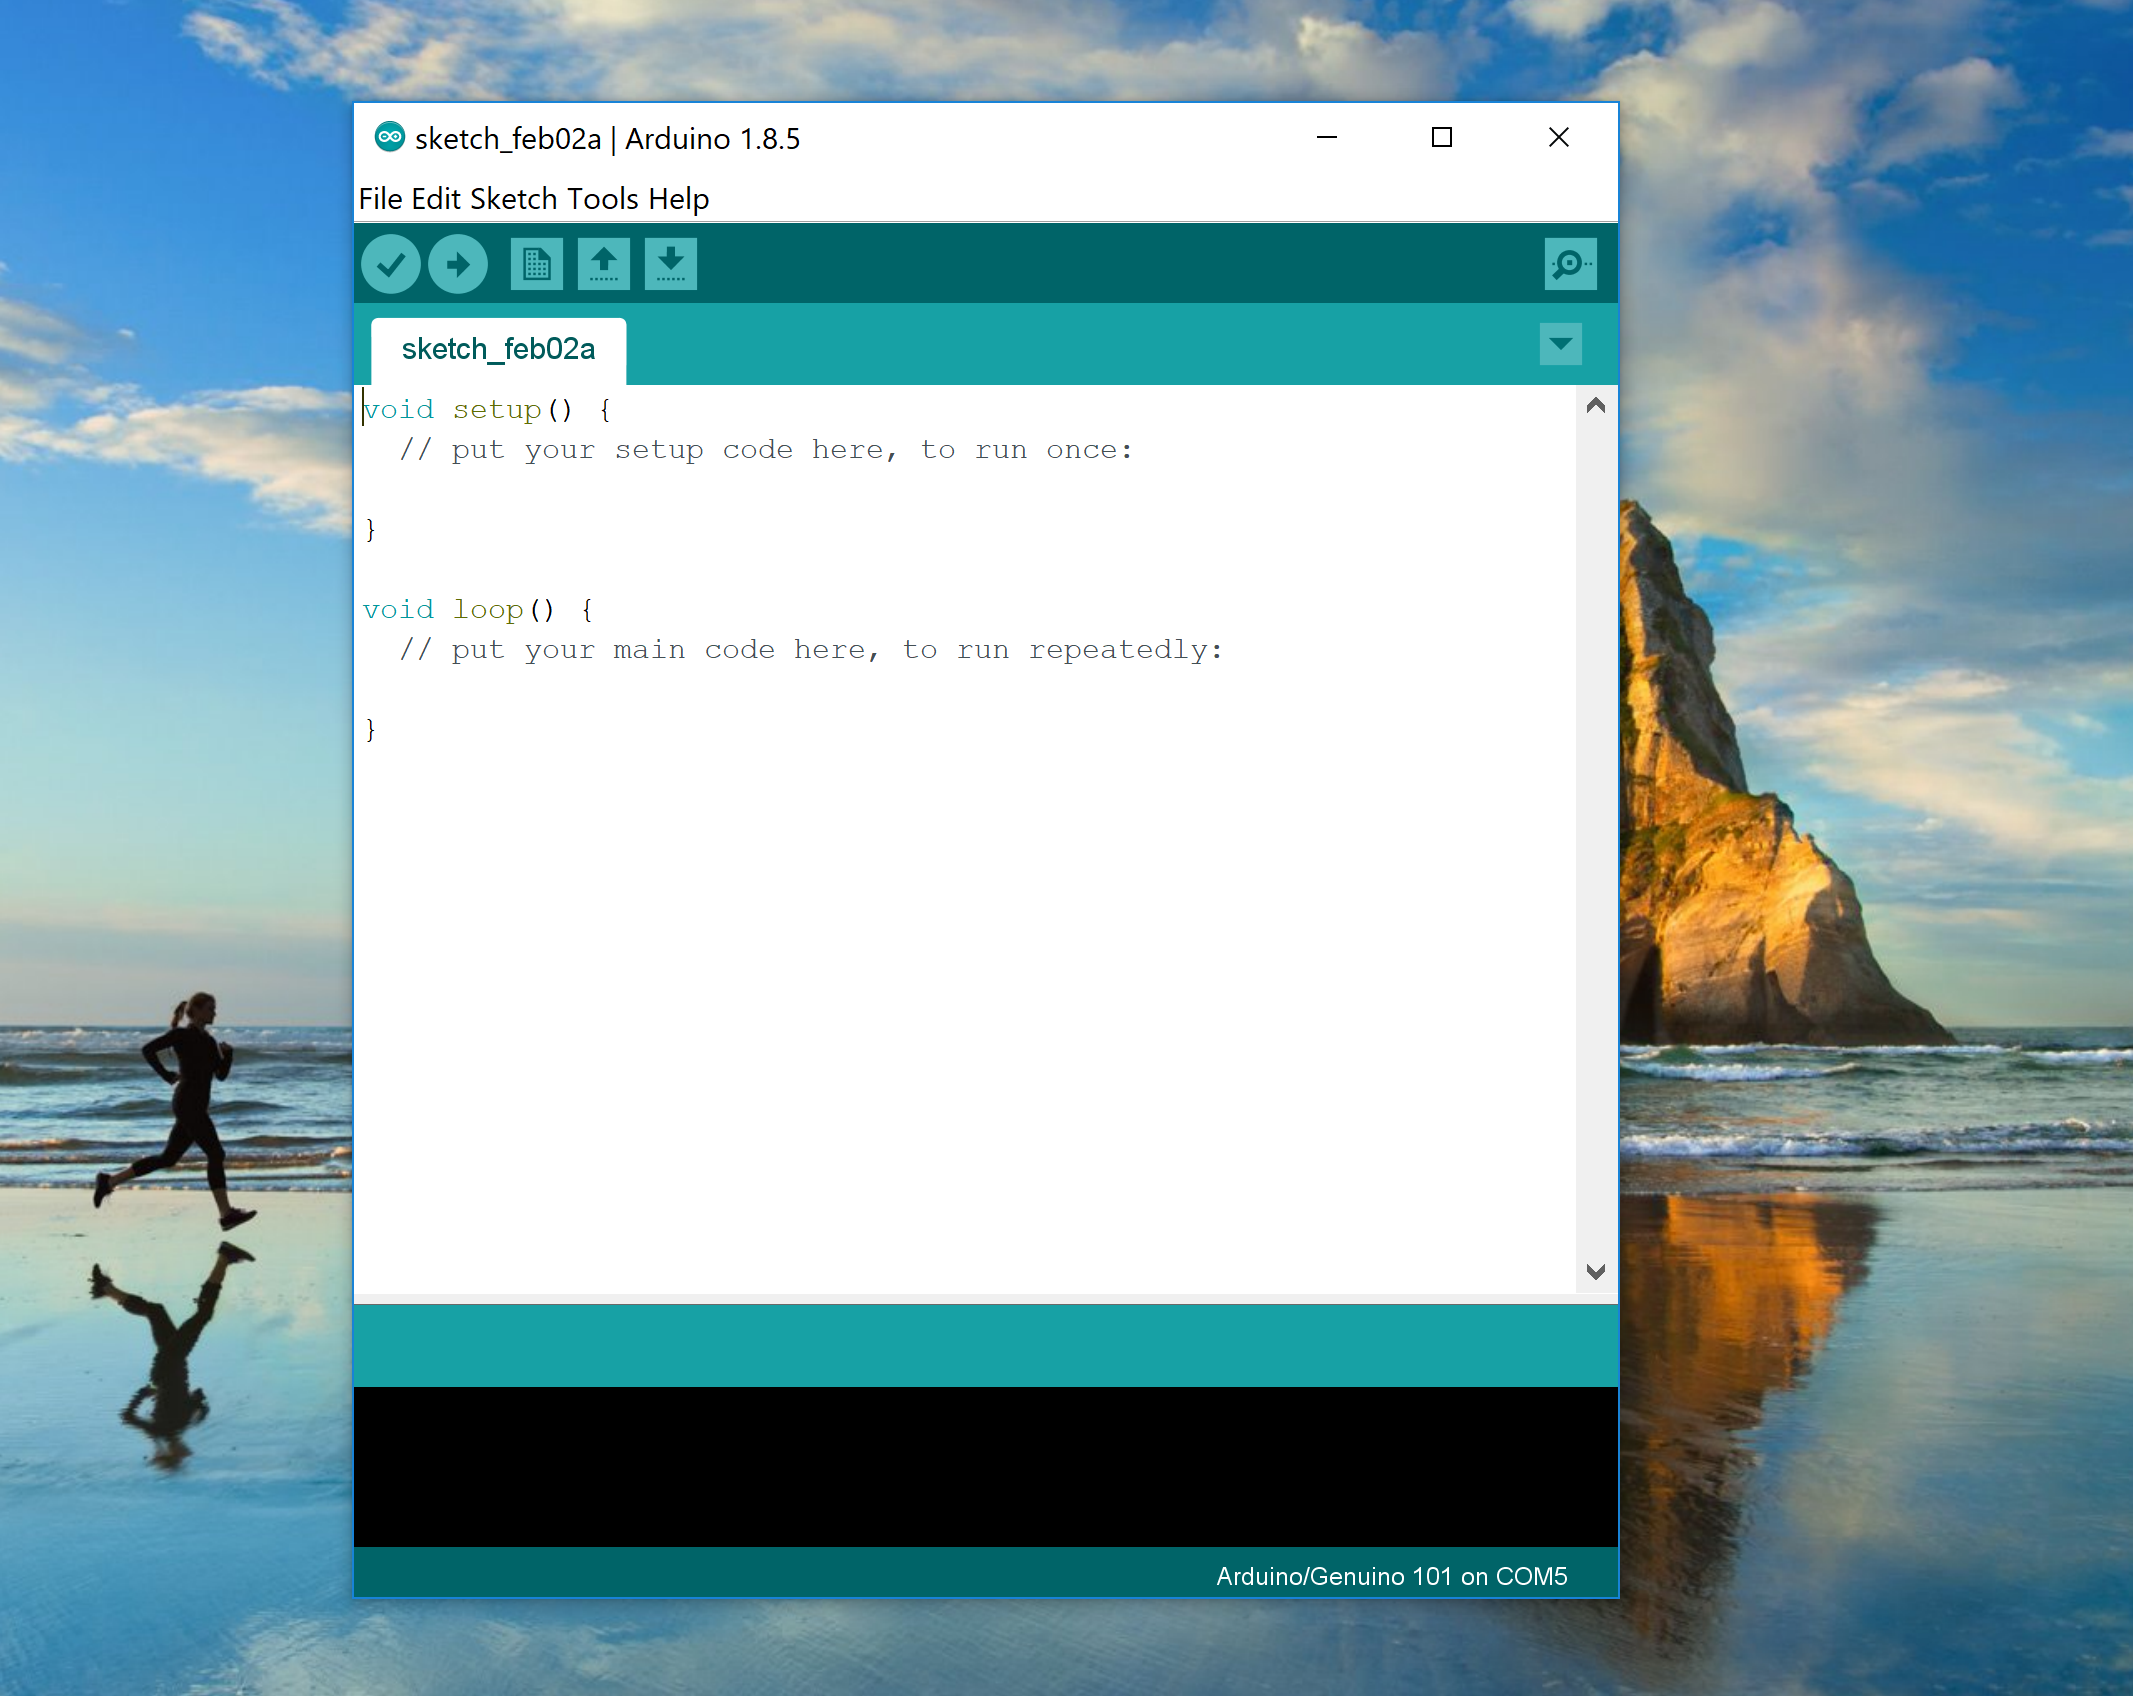 sketch_feb02a | Arduino 1.8.5
File Edit Sketch Tools Help
sketch_feb02a
void setup() {
  // put your setup code here, to run once:

}

void loop() {
  // put your main code here, to run repeatedly:

}
Arduino/Genuino 101 on COM5